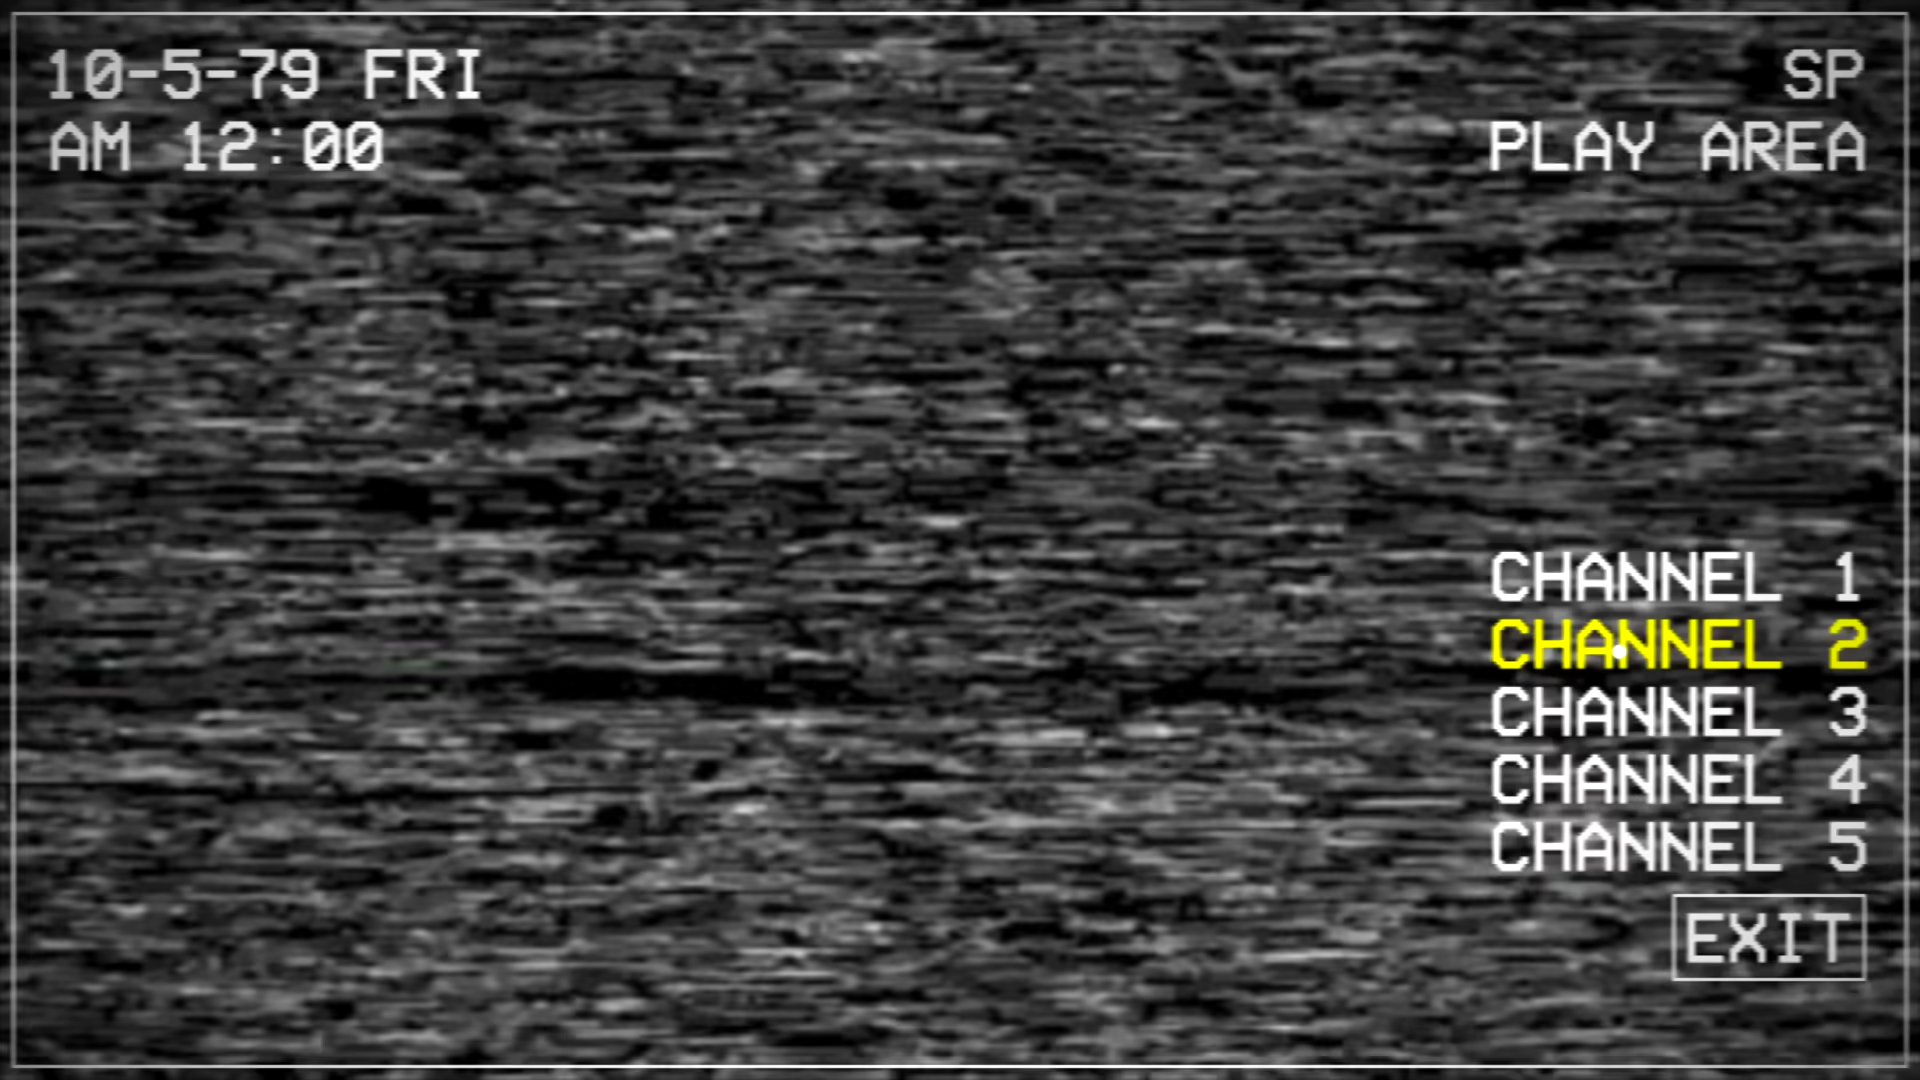 10-5-79 FRI
AM 12:00
SP
PLAY AREA
CHANNEL 1
CHANNEL 2
CHANNEL 3
CHANNEL 4
CHANNEL 5
EXIT